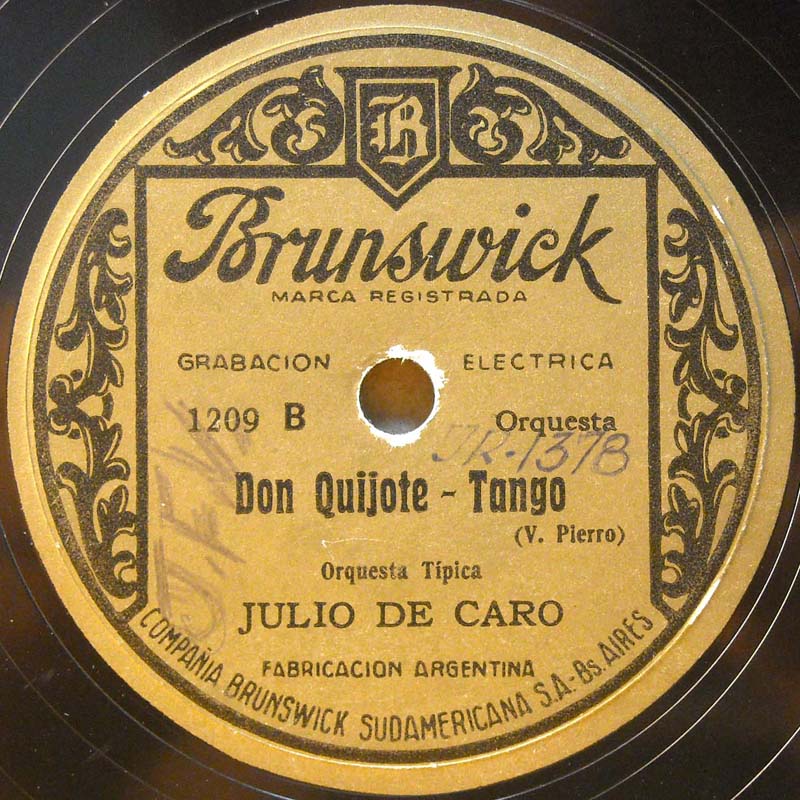 B
Brunswick
MARCA REGISTRADA
GRABACION ELECTRICA
1209 B Orquesta
JR-1378
Don Quijote - Tango
(V. Pierro)
Orquesta Típica
JULIO DE CARO
FABRICACION ARGENTINA
COMPAÑIA BRUNSWICK SUDAMERICANA S.A.-Bs. AIRES